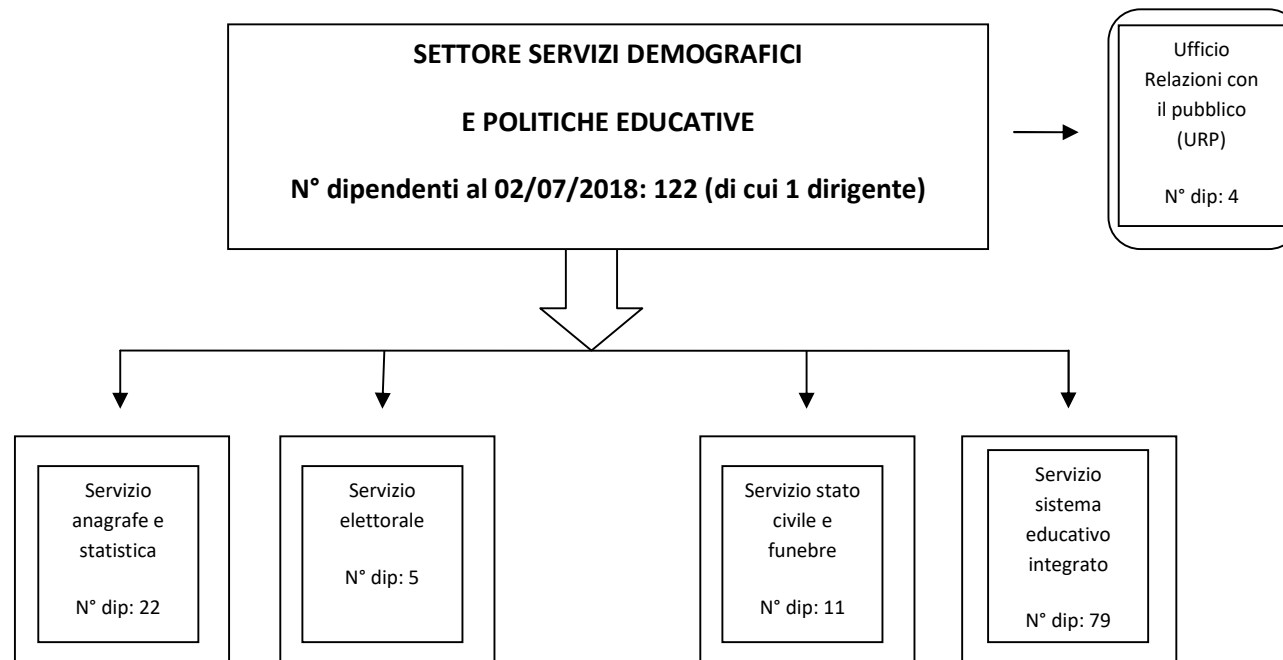 SETTORE SERVIZI DEMOGRAFICI
E POLITICHE EDUCATIVE
N° dipendenti al 02/07/2018: 122 (di cui 1 dirigente)
Ufficio
Relazioni con
il pubblico
(URP)
N° dip: 4
Servizio
anagrafe e
statistica
N° dip: 22
Servizio
elettorale
N° dip: 5
Servizio stato
civile e
funebre
N° dip: 11
Servizio
sistema
educativo
integrato
N° dip: 79